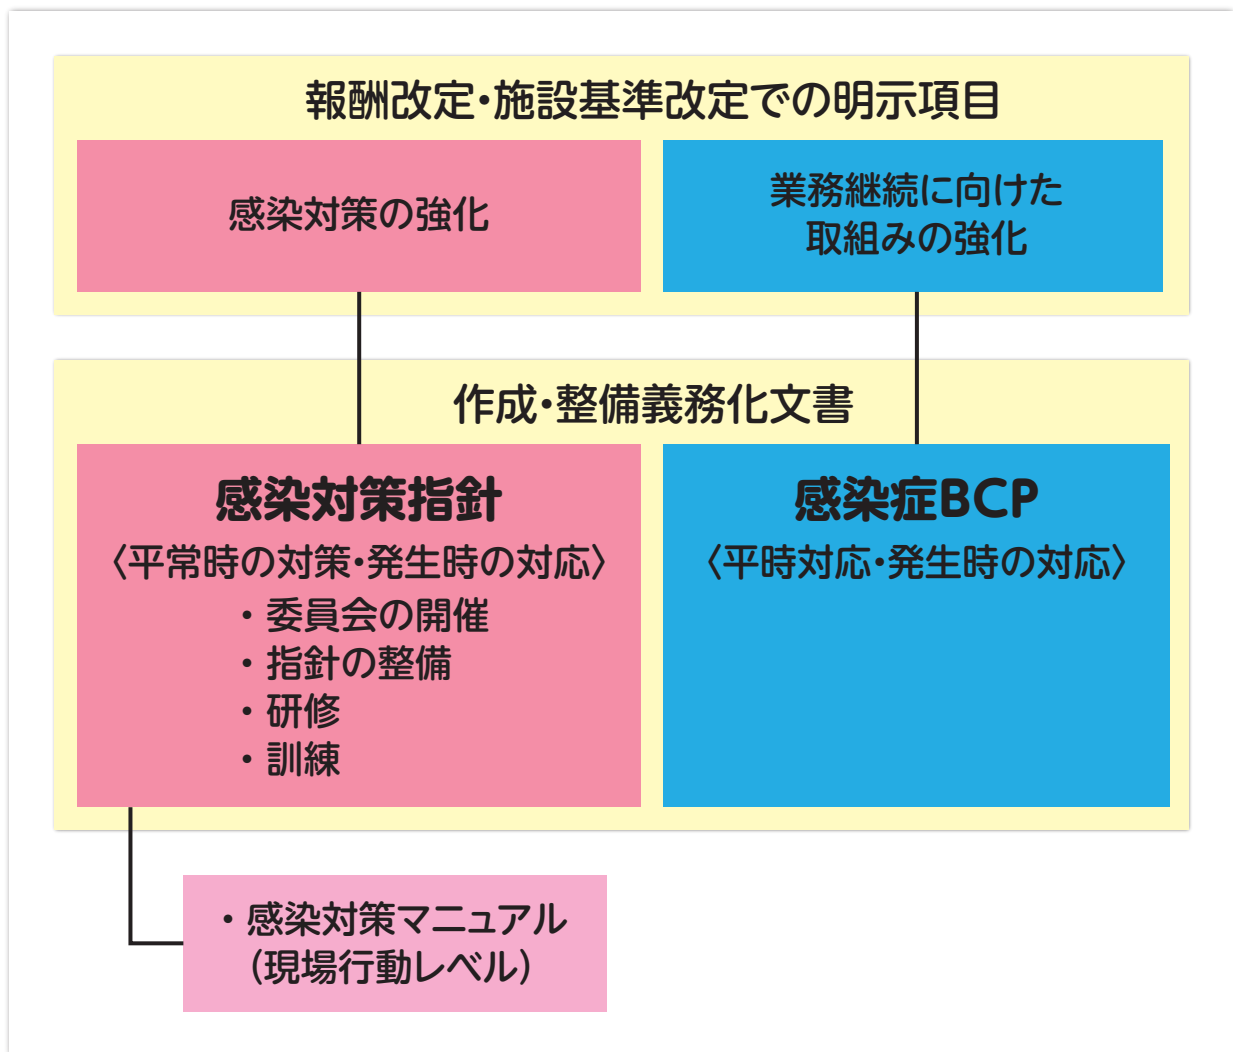 報酬改定・施設基準改定での明示項目
感染対策の強化
業務継続に向けた
取組みの強化
作成・整備義務化文書
感染対策指針
〈平常時の対策・発生時の対応〉
・委員会の開催
・指針の整備
・研修
・訓練
感染症BCP
〈平時対応・発生時の対応〉
・感染対策マニュアル
(現場行動レベル)